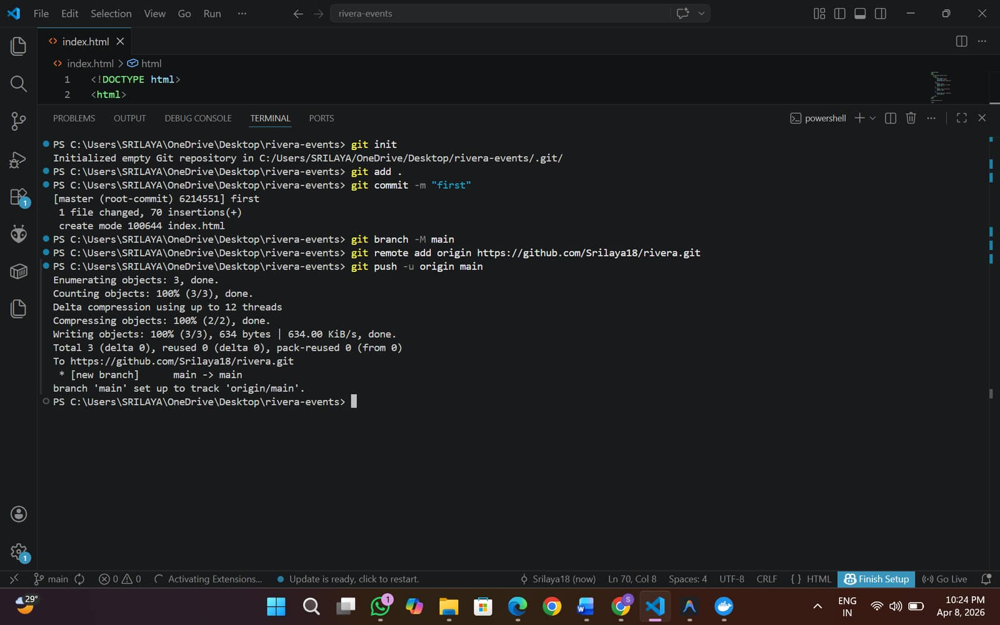 File Edit Selection View Go Run ··· rivera-events
index.html
index.html > html
1 <!DOCTYPE html>
2 <html>
PROBLEMS OUTPUT DEBUG CONSOLE TERMINAL PORTS powershell
PS C:\Users\SRILAYA\OneDrive\Desktop\rivera-events> git init
Initialized empty Git repository in C:/Users/SRILAYA/OneDrive/Desktop/rivera-events/.git/
PS C:\Users\SRILAYA\OneDrive\Desktop\rivera-events> git add .
PS C:\Users\SRILAYA\OneDrive\Desktop\rivera-events> git commit -m "first"
[master (root-commit) 6214551] first
1 file changed, 70 insertions(+)
create mode 100644 index.html
PS C:\Users\SRILAYA\OneDrive\Desktop\rivera-events> git branch -M main
PS C:\Users\SRILAYA\OneDrive\Desktop\rivera-events> git remote add origin https://github.com/Srilaya18/rivera.git
PS C:\Users\SRILAYA\OneDrive\Desktop\rivera-events> git push -u origin main
Enumerating objects: 3, done.
Counting objects: 100% (3/3), done.
Delta compression using up to 12 threads
Compressing objects: 100% (2/2), done.
Writing objects: 100% (3/3), 634 bytes | 634.00 KiB/s, done.
Total 3 (delta 0), reused 0 (delta 0), pack-reused 0 (from 0)
To https://github.com/Srilaya18/rivera.git
* [new branch] main -> main
branch 'main' set up to track 'origin/main'.
PS C:\Users\SRILAYA\OneDrive\Desktop\rivera-events>
1
1
main 0 0 Activating Extensions... Update is ready, click to restart. Srilaya18 (now) Ln 70, Col 8 Spaces: 4 UTF-8 CRLF { } HTML Finish Setup Go Live
29° 1 W S ENG 10:24 PM
IN Apr 8, 2026